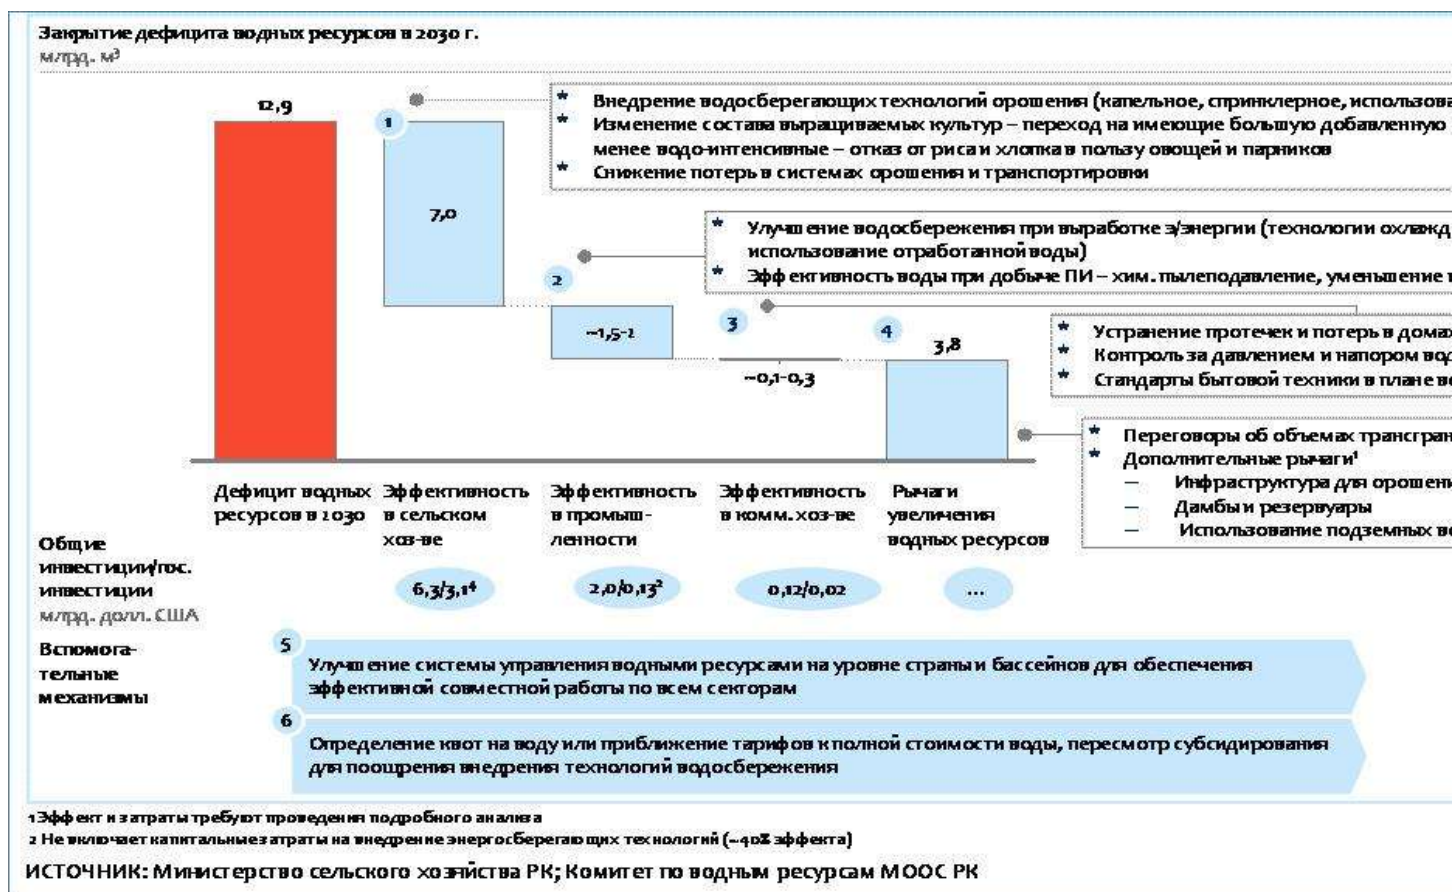 Закрытие дефицита водных ресурсов в 2030 г.
млрд. м³
12,9
1
7,0
* Внедрение водосберегающих технологий орошения (капельное, спринклерное,
* Изменение состава выращиваемых культур – переход на имеющие большую добавленную
менее водо-интенсивные – отказ от риса и хлопка в пользу овощей и парников
* Снижение потерь в системах орошения и транспортировки
2
~1,5-2
* Улучшение водосбережения при выработке э/энергии (технологии
использование отработанной воды)
* Эффективность воды при добыче ПИ – хим. пылеподавление, уменьшение
3
~0,1-0,3
* Устранение протечек и потерь в
* Контроль за давлением и напором
* Стандарты бытовой техники в плане
4
3,8
* Переговоры об объемах
* Дополнительные рычаги¹
– Инфраструктура для
– Дамбы и резервуары
– Использование подземных
Дефицит водных
ресурсов в 2030
Эффективность
в сельском
хоз-ве
Эффективность
в промыш-
ленности
Эффективность
в комм. хоз-ве
Рычаги
увеличения
водных ресурсов
Общие
инвестиции/гос.
инвестиции
млрд. долл. США
6,3/3,1⁴
2,0/0,13²
0,12/0,02
...
Вспомога-
тельные
механизмы
5
Улучшение системы управления водными ресурсами на уровне страны и бассейнов для обеспечения
эффективной совместной работы по всем секторам
6
Определение квот на воду или приближение тарифов к полной стоимости воды, пересмотр субсидирования
для поощрения внедрения технологий водосбережения
1 Эффект и затраты требуют проведения подробного анализа
2 Не включает капитальные затраты на внедрение энергосберегающих технологий (~40% эффекта)
ИСТОЧНИК: Министерство сельского хозяйства РК; Комитет по водным ресурсам МООС РК